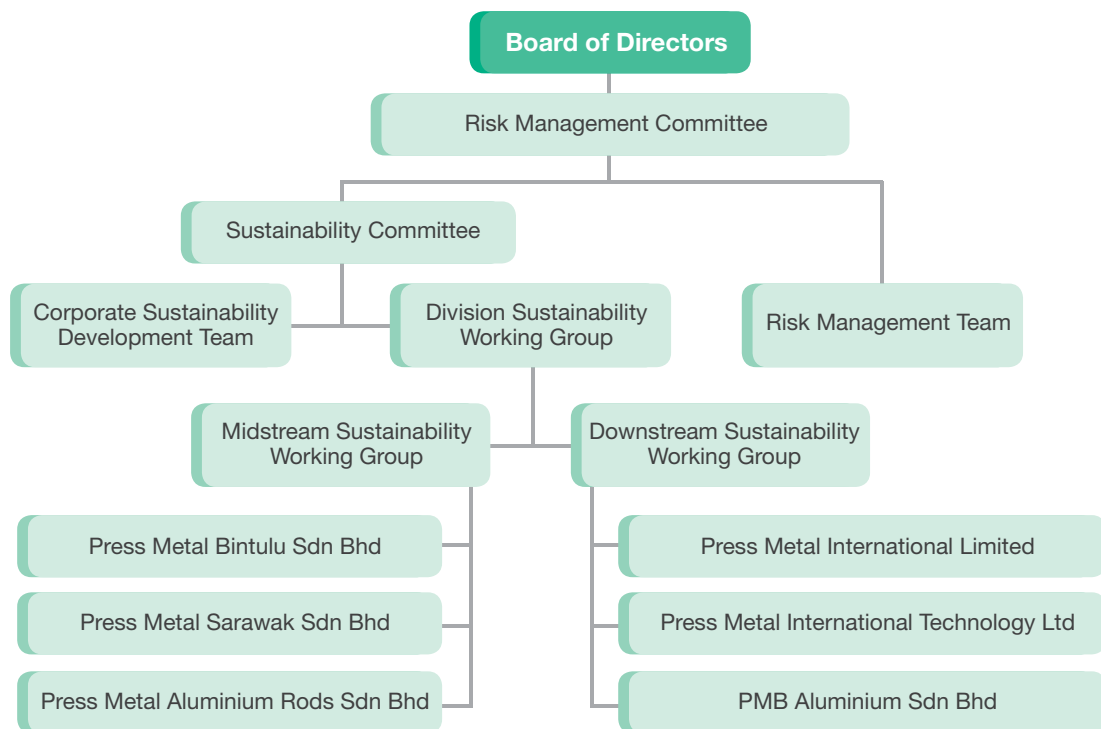 Board of Directors
Risk Management Committee
Sustainability Committee
Corporate Sustainability
Development Team
Division Sustainability
Working Group
Risk Management Team
Midstream Sustainability
Working Group
Downstream Sustainability
Working Group
Press Metal Bintulu Sdn Bhd
Press Metal International Limited
Press Metal Sarawak Sdn Bhd
Press Metal International Technology Ltd
Press Metal Aluminium Rods Sdn Bhd
PMB Aluminium Sdn Bhd